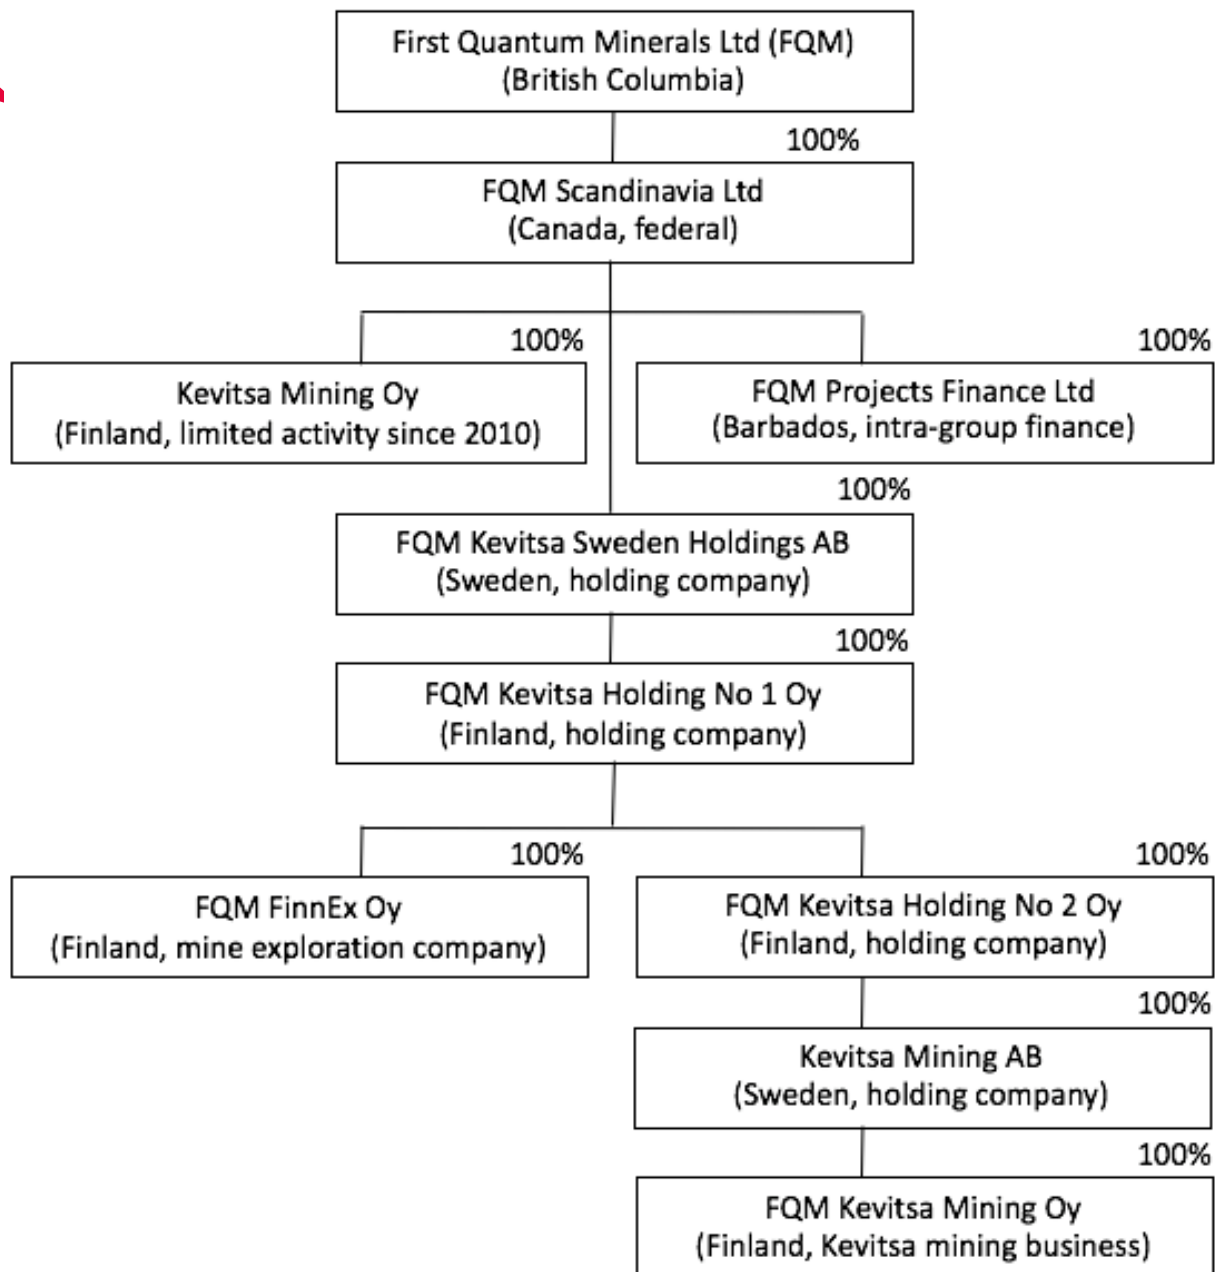 First Quantum Minerals Ltd (FQM)
(British Columbia)
100%
FQM Scandinavia Ltd
(Canada, federal)
100%
Kevitsa Mining Oy
(Finland, limited activity since 2010)
100%
FQM Projects Finance Ltd
(Barbados, intra-group finance)
100%
FQM Kevitsa Sweden Holdings AB
(Sweden, holding company)
100%
FQM Kevitsa Holding No 1 Oy
(Finland, holding company)
100%
FQM FinnEx Oy
(Finland, mine exploration company)
100%
FQM Kevitsa Holding No 2 Oy
(Finland, holding company)
100%
Kevitsa Mining AB
(Sweden, holding company)
100%
FQM Kevitsa Mining Oy
(Finland, Kevitsa mining business)